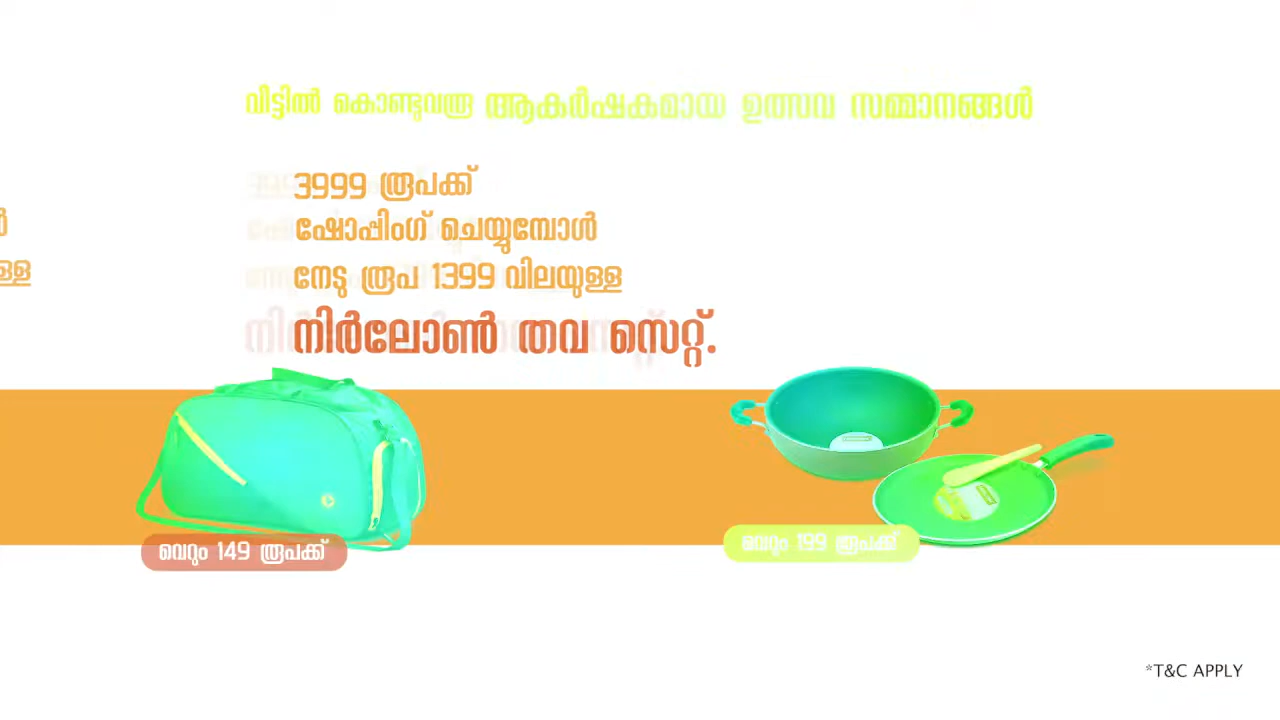 വീട്ടിൽ കൊണ്ടുവരൂ ആകർഷകമായ ഉത്സവ സമ്മാനങ്ങൾ
3999 രൂപക്ക്
ഷോപ്പിംഗ് ചെയ്യുമ്പോൾ
നേടു രൂപ 1399 വിലയുള്ള
നിർലോൺ തവ സെറ്റ്.
വെറും 149 രൂപക്ക്
വെറും 199 രൂപക്ക്
*T&C APPLY